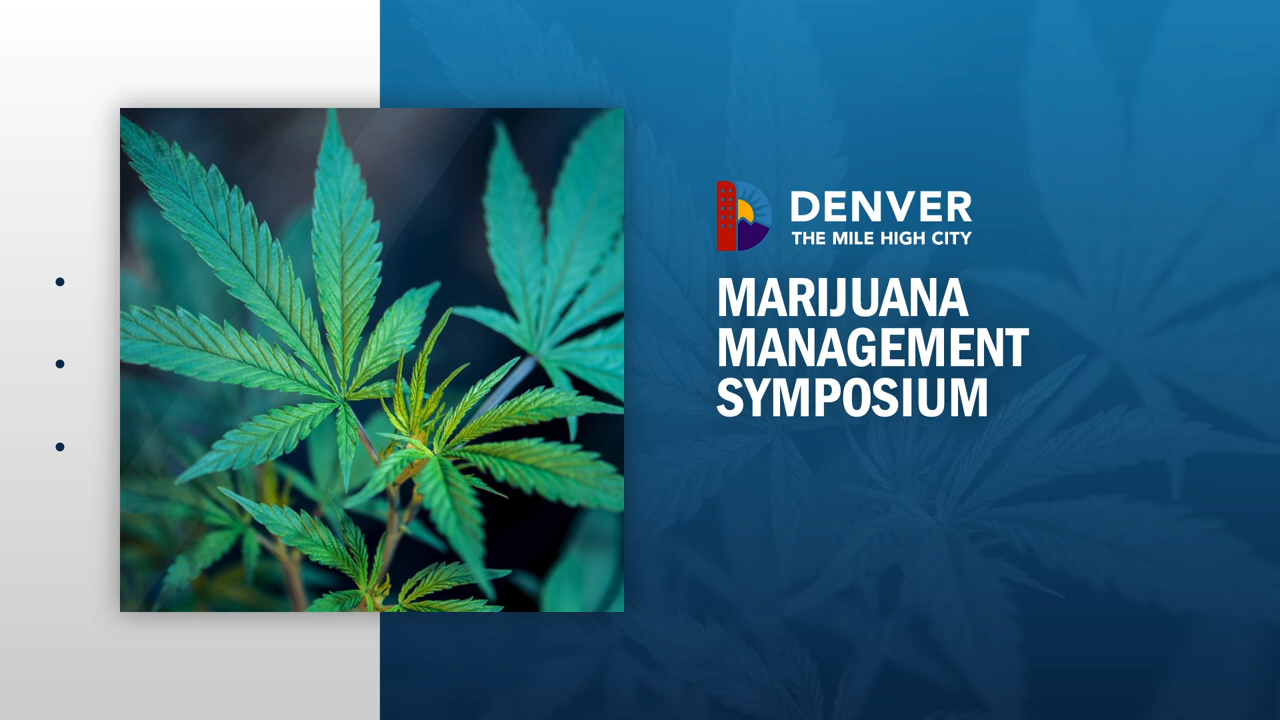 DENVER
THE MILE HIGH CITY
MARIJUANA
MANAGEMENT
SYMPOSIUM